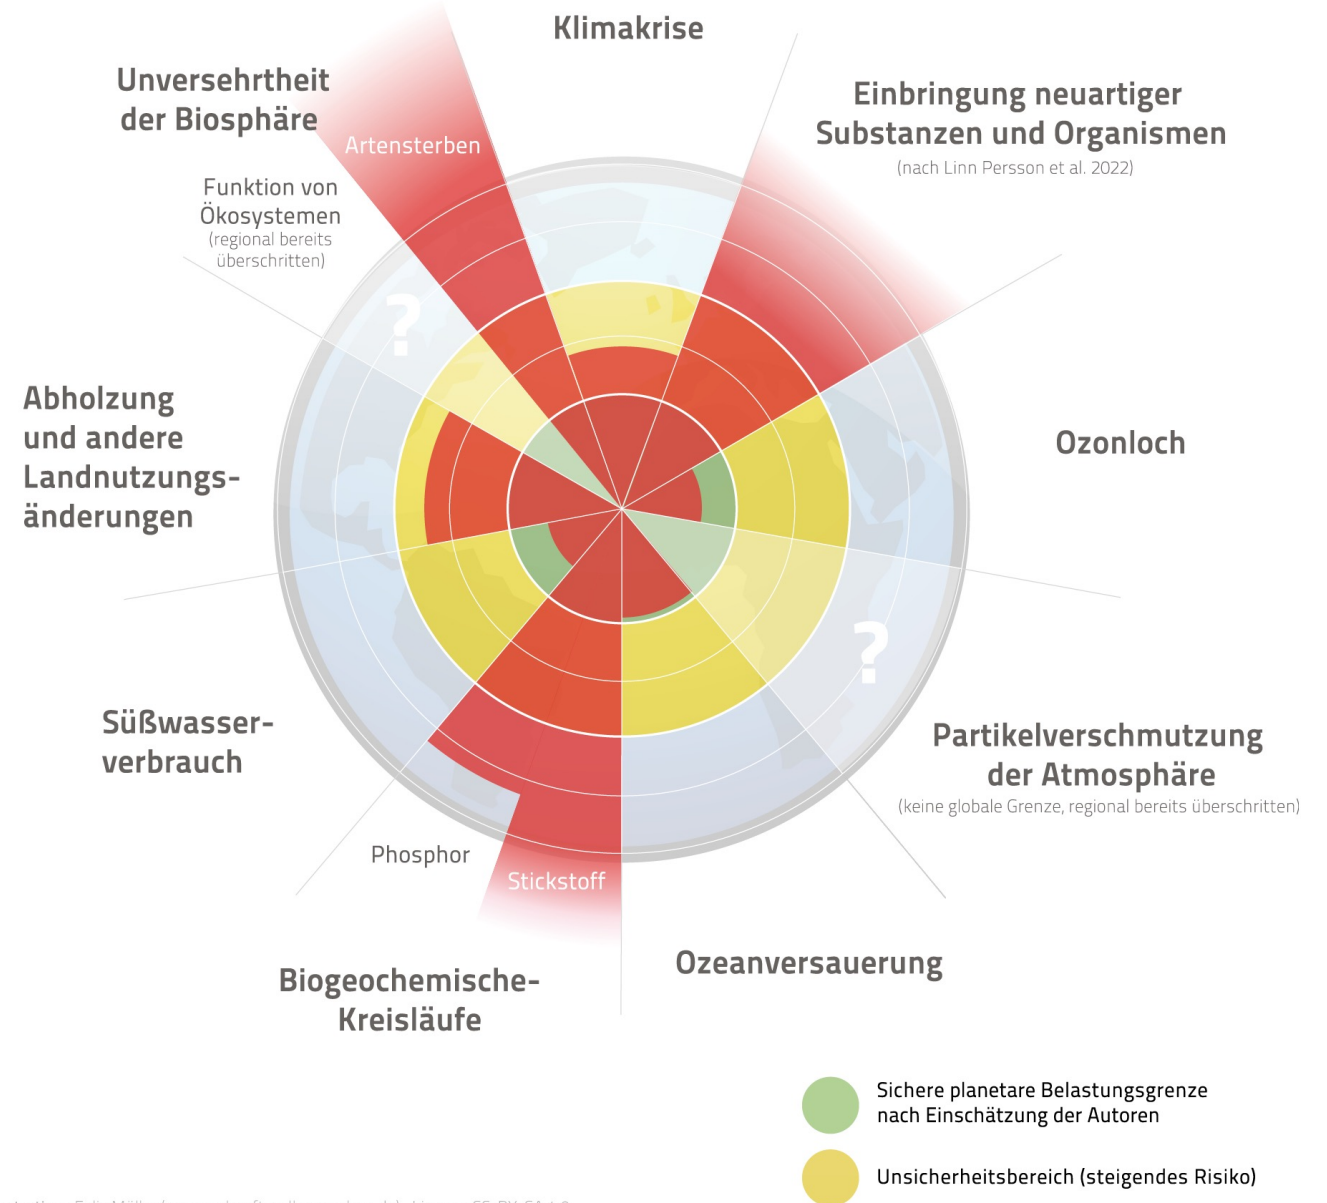 Klimakrise
Unversehrtheit
der Biosphäre
Artensterben
Funktion von
Ökosystemen
(regional bereits
überschritten)
?
Einbringung neuartiger
Substanzen und Organismen
(nach Linn Persson et al. 2022)
Abholzung
und andere
Landnutzungs-
änderungen
Ozonloch
?
Süßwasser-
verbrauch
Partikelverschmutzung
der Atmosphäre
(keine globale Grenze, regional bereits überschritten)
Phosphor
Stickstoff
Biogeochemische-
Kreisläufe
Ozeanversauerung
Sichere planetare Belastungsgrenze
nach Einschätzung der Autoren
Unsicherheitsbereich (steigendes Risiko)